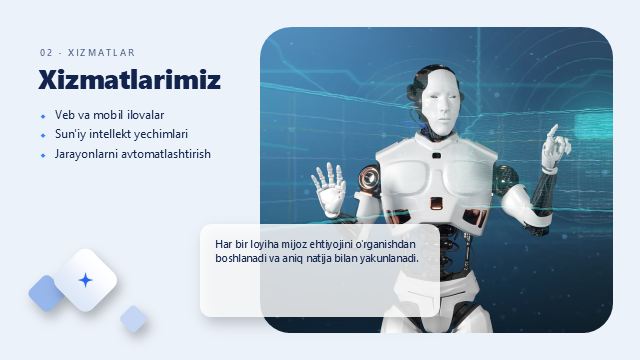 02 - XIZMATLAR
Xizmatlarimiz
Veb va mobil ilovalar
Sun'iy intellekt yechimlari
Jarayonlarni avtomatlashtirish
Har bir loyiha mijoz ehtiyojini o'rganishdan
boshlanadi va aniq natija bilan yakunlanadi.